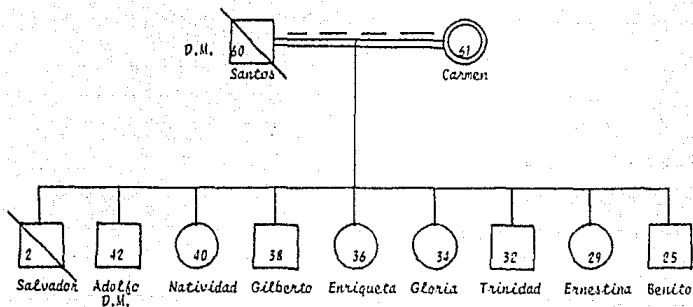 D.M. 60 61
Santos Carmen
2 42 40 38 36 34 32 29 25
Salvador Adolfo Natividad Gilberto Enriqueta Gloria Trinidad Ernestina Benito
D.M.